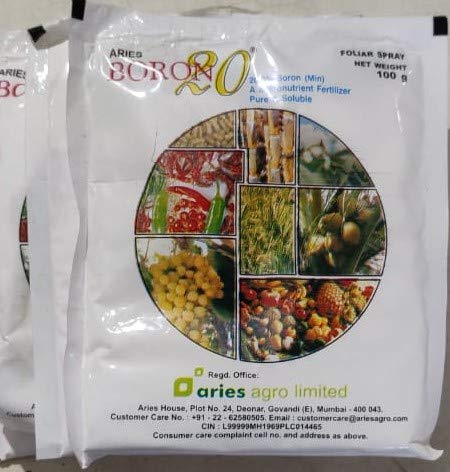 ARIES
BORON 20
FOLIAR SPRAY
NET WEIGHT
100 g
Boron (Min)
Fertilizer
Soluble
Regd. Office:
aries agro limited
Aries House, Plot No. 24, Deonar, Govandi (E), Mumbai - 400 043.
Customer Care No. : +91 - 22 - 62580505. Email : customercare@ariesagro.com
CIN : L99999MH1969PLC014465
Consumer care complaint cell no. and address as above.
ARIES